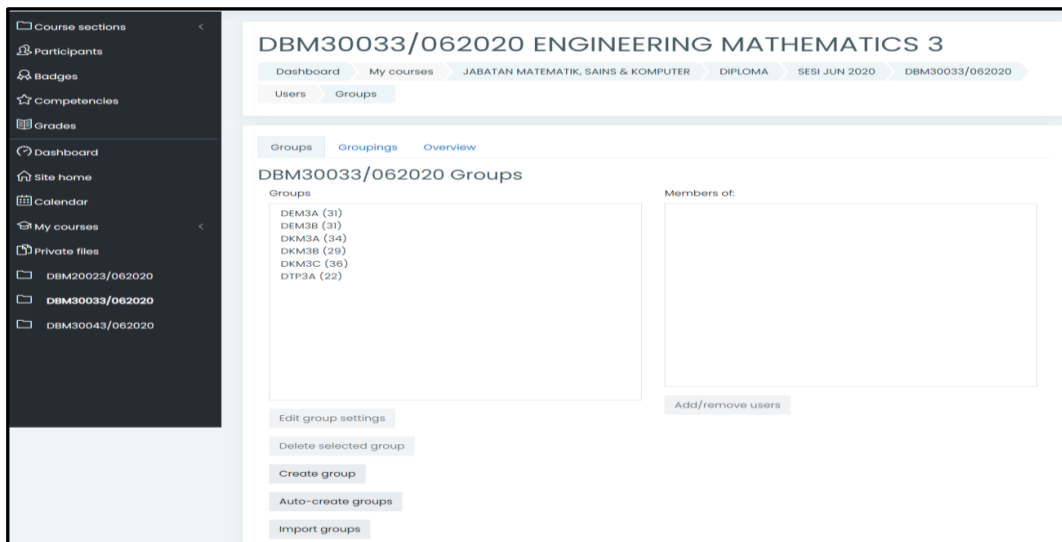 Course sections
Participants
Badges
Competencies
Grades
Dashboard
Site home
Calendar
My courses
Private files
DBM20023/062020
DBM30033/062020
DBM30043/062020
DBM30033/062020 ENGINEERING MATHEMATICS 3
Dashboard My courses JABATAN MATEMATIK, SAINS & KOMPUTER DIPLOMA SESI JUN 2020 DBM30033/062020
Users Groups
Groups Groupings Overview
DBM30033/062020 Groups
Groups
DEM3A (31)
DEM3B (31)
DKM3A (34)
DKM3B (29)
DKM3C (36)
DTP3A (22)
Edit group settings
Delete selected group
Create group
Auto-create groups
Import groups
Members of:
Add/remove users